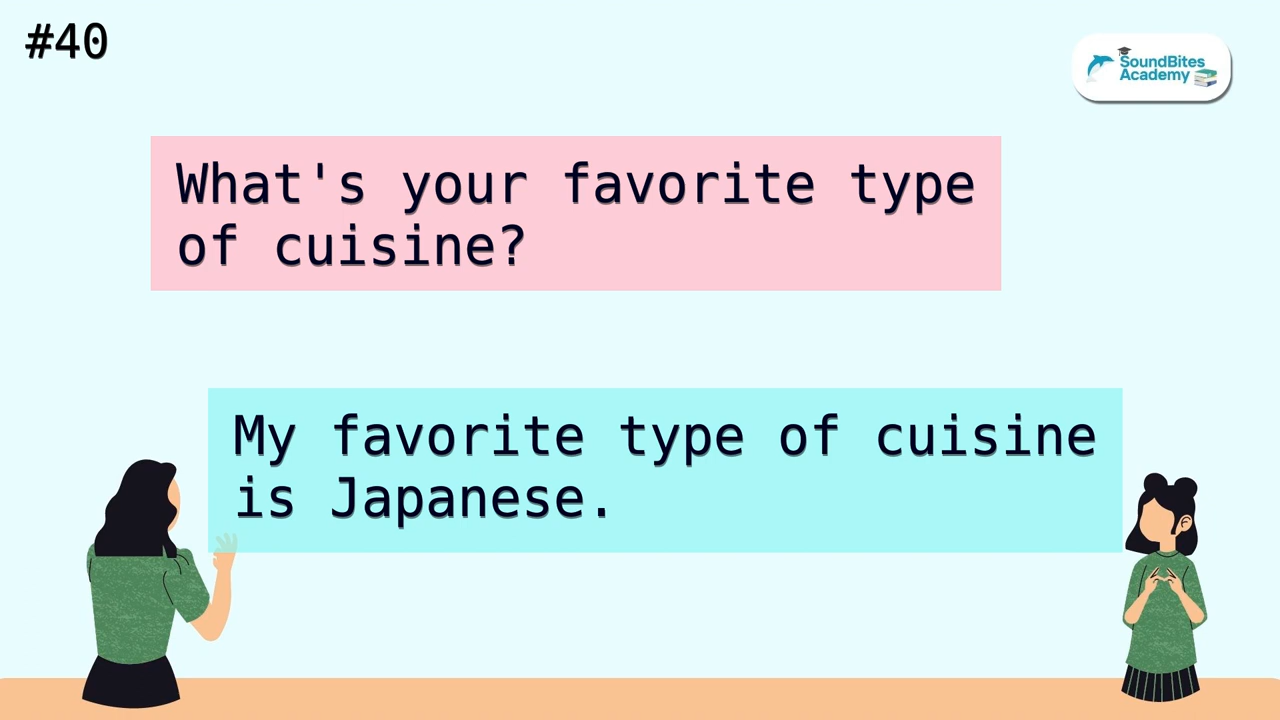 #40
SoundBites
Academy
What's your favorite type
of cuisine?
My favorite type of cuisine
is Japanese.